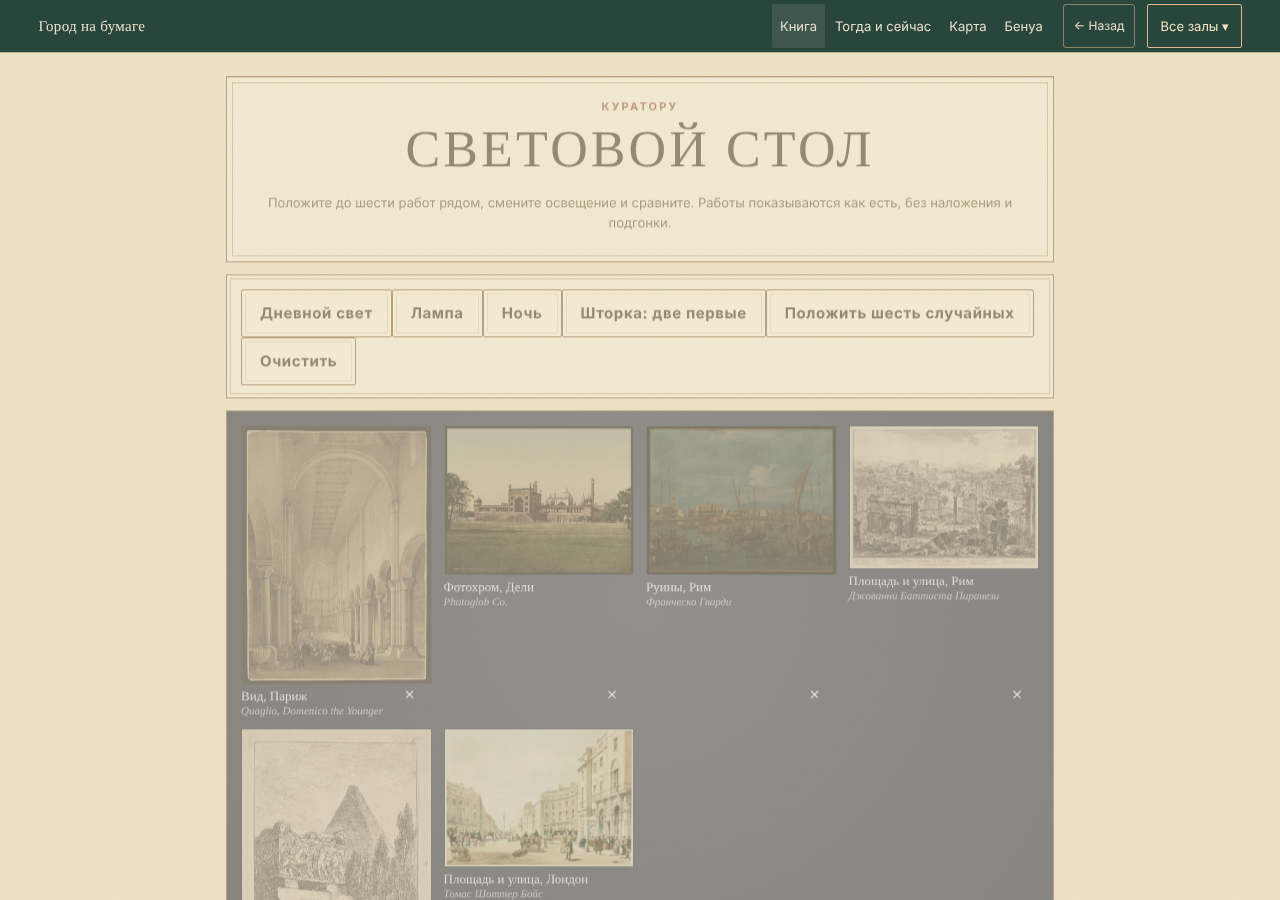 Город на бумаге
Книга
Тогда и сейчас
Карта
Бенуа
← Назад
Все залы ▾
КУРАТОРУ
СВЕТОВОЙ СТОЛ
Положите до шести работ рядом, смените освещение и сравните. Работы показываются как есть, без наложения и
подгонки.
Дневной свет
Лампа
Ночь
Шторка: две первые
Положить шесть случайных
Очистить
Фотохром, Дели
Photoglob Co.
Руины, Рим
Франческо Гварди
Площадь и улица, Рим
Джованни Баттиста Пиранези
Вид, Париж
Quaglio, Domenico the Younger
✕
✕
✕
✕
Площадь и улица, Лондон
Томас Шоттер Бойс